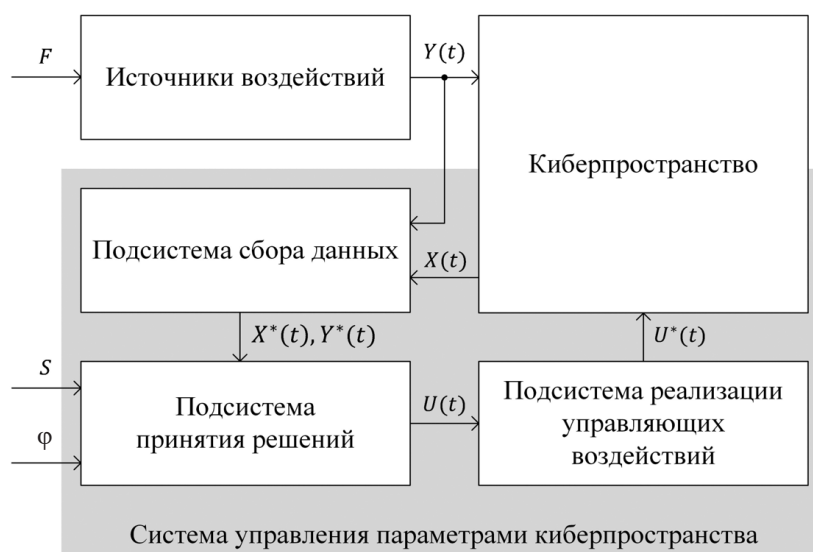 F
Источники воздействий
Y(t)
Киберпространство
Подсистема сбора данных
X(t)
X*(t), Y*(t)
U*(t)
S
φ
Подсистема
принятия решений
U(t)
Подсистема реализации
управляющих
воздействий
Система управления параметрами киберпространства